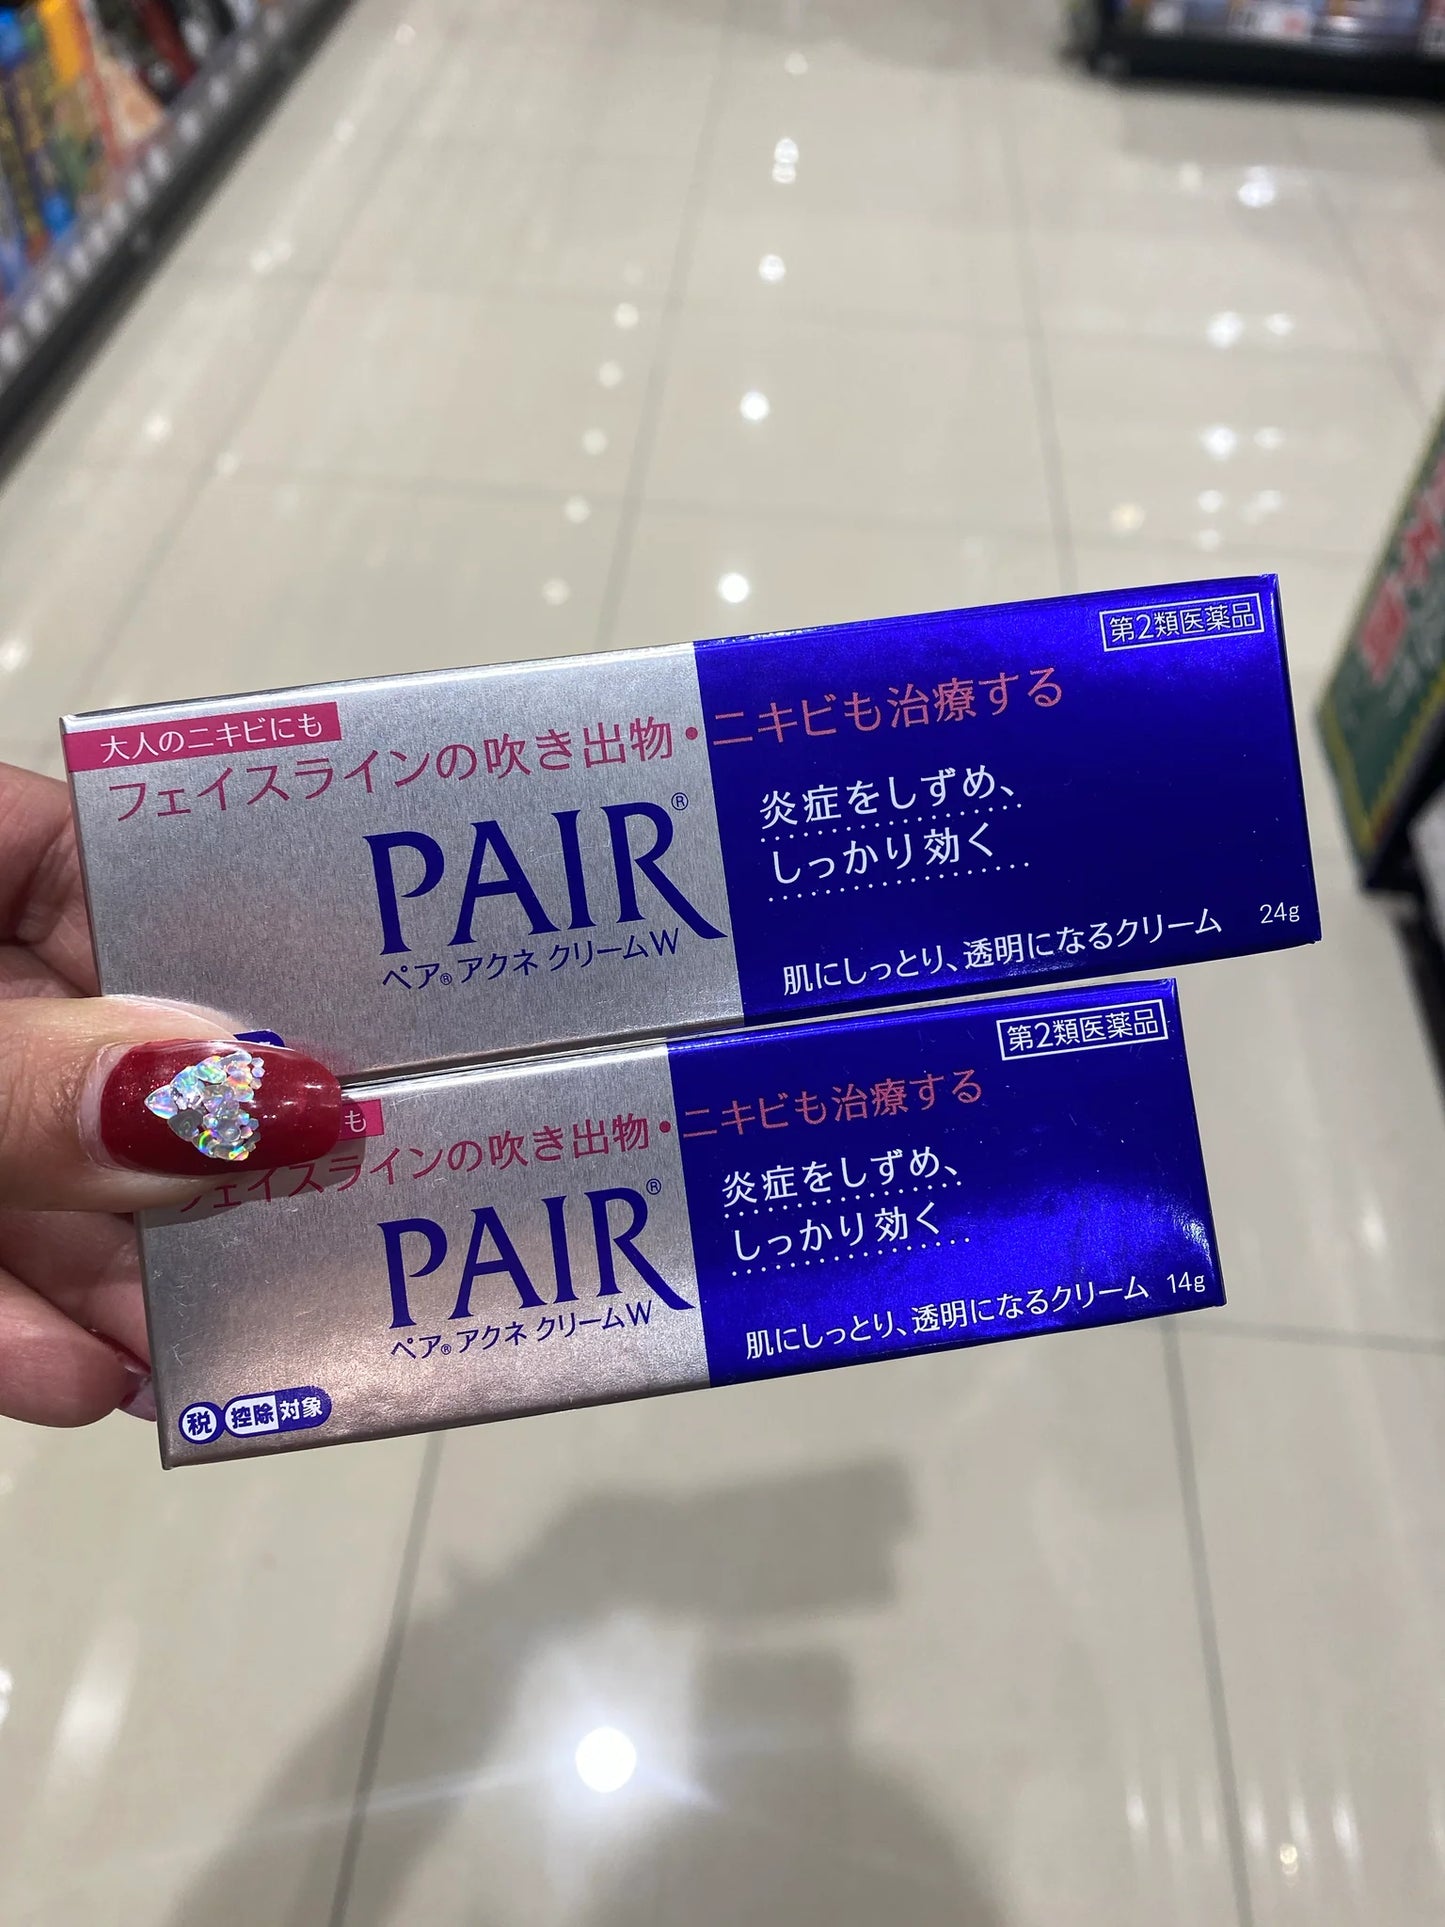 大人のニキビにも
フェイスラインの吹き出物・ニキビも治療する
第2類医薬品
PAIR®
ペア® アクネ クリームW
炎症をしずめ、
しっかり効く
肌にしっとり、透明になるクリーム
24g
も
フェイスラインの吹き出物・ニキビも治療する
第2類医薬品
PAIR®
ペア® アクネ クリームW
炎症をしずめ、
しっかり効く
肌にしっとり、透明になるクリーム
14g
税 控除対象